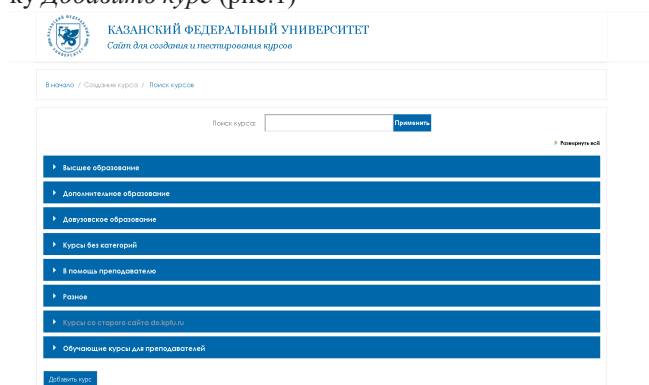 ку Добавить курс (рис.1)
КАЗАНСКИЙ ФЕДЕРАЛЬНЫЙ УНИВЕРСИТЕТ
Сайт для создания и тестирования курсов
В начало / Создание курса / Поиск курсов
Поиск курса: Применить
Развернуть всё
Высшее образование
Дополнительное образование
Довузовское образование
Курсы без категорий
В помощь преподавателю
Разное
Курсы со старого сайта do.kpfu.ru
Обучающие курсы для преподавателей
Добавить курс